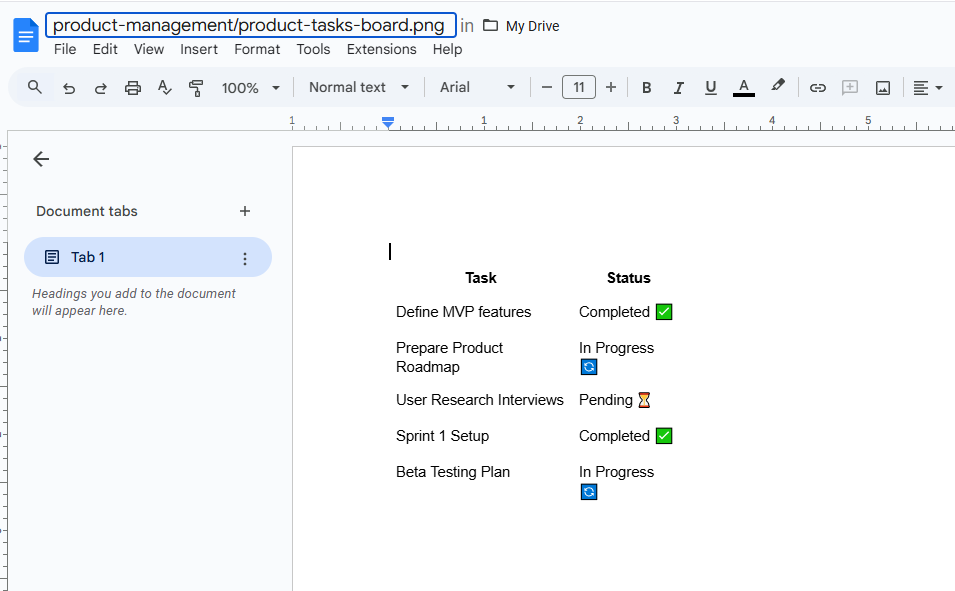 product-management/product-tasks-board.png in My Drive
File Edit View Insert Format Tools Extensions Help
100% Normal text Arial − 11 + B I U A
1 1 2 3 4 5
Document tabs +
Tab 1
Headings you add to the document
will appear here.
Task Status
Define MVP features Completed ✅
Prepare Product In Progress
Roadmap 🔄
User Research Interviews Pending ⏳
Sprint 1 Setup Completed ✅
Beta Testing Plan In Progress
🔄